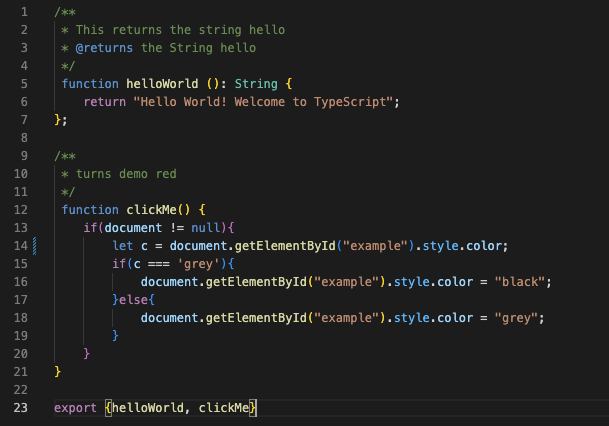 1 /**
2  * This returns the string hello
3  * @returns the String hello
4  */
5  function helloWorld (): String {
6     return "Hello World! Welcome to TypeScript";
7 };
8
9 /**
10  * turns demo red
11  */
12  function clickMe() {
13     if(document != null){
14         let c = document.getElementById("example").style.color;
15         if(c === 'grey'){
16             document.getElementById("example").style.color = "black";
17         }else{
18             document.getElementById("example").style.color = "grey";
19         }
20     }
21 }
22
23 export {helloWorld, clickMe}